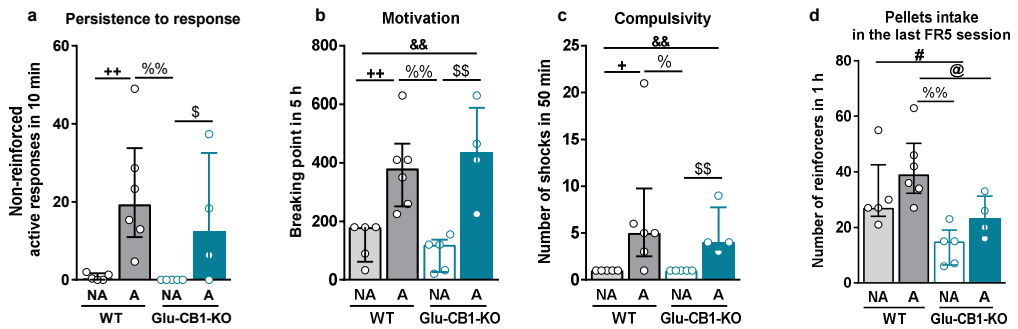 a Persistence to response
Non-reinforced
active responses in 10 min
60
40
20
0
++ %% $
NA A NA A
WT Glu-CB1-KO
b Motivation
Breaking point in 5 h
800
600
400
200
0
&&
++ %% $$
NA A NA A
WT Glu-CB1-KO
c Compulsivity
Number of shocks in 50 min
25
20
15
10
5
0
&&
+ % $$
NA A NA A
WT Glu-CB1-KO
d Pellets intake
in the last FR5 session
Number of reinforcers in 1 h
80
60
40
20
0
#
@
%%
NA A NA A
WT Glu-CB1-KO